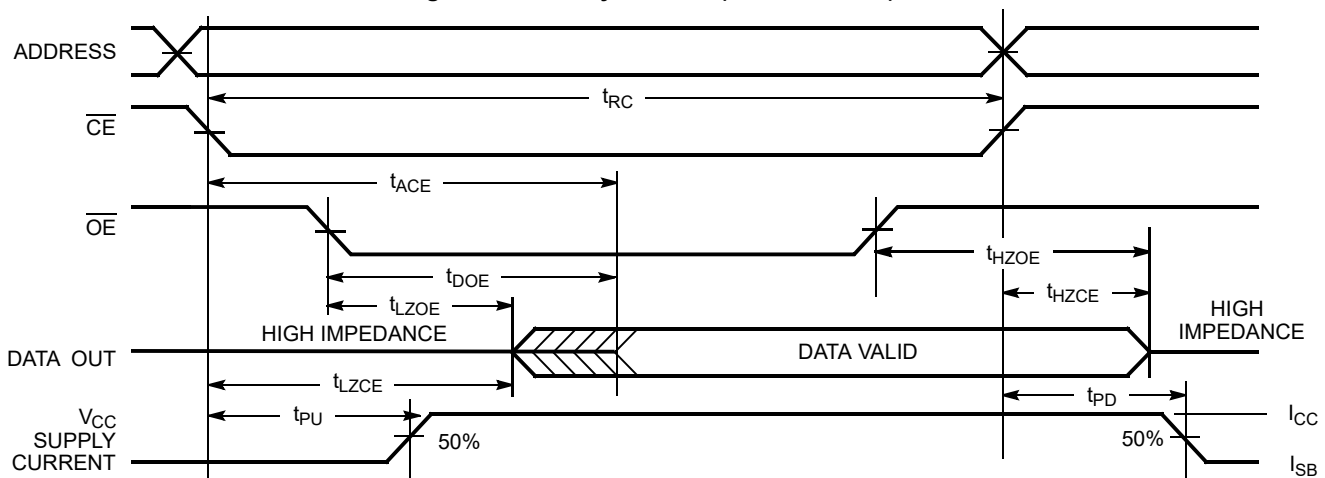 ADDRESS
tRC
CE
tACE
OE
tHZOE
tDOE
tLZOE
tHZCE
HIGH IMPEDANCE
HIGH
IMPEDANCE
DATA OUT
DATA VALID
tLZCE
tPU
tPD
VCC
SUPPLY
CURRENT
50%
50%
ICC
ISB